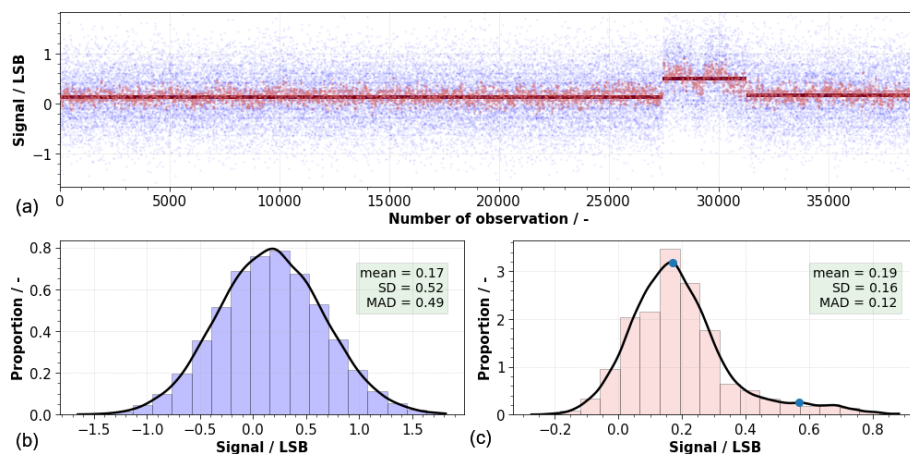 Signal / LSB
1
0
−1
0 5000 10000 15000 20000 25000 30000 35000
(a)
Number of observation / -
Proportion / -
0.8
0.6
0.4
0.2
0.0
mean = 0.17
SD = 0.52
MAD = 0.49
−1.5 −1.0 −0.5 0.0 0.5 1.0 1.5
(b)
Signal / LSB
Proportion / -
3
2
1
0
mean = 0.19
SD = 0.16
MAD = 0.12
−0.2 0.0 0.2 0.4 0.6 0.8
(c)
Signal / LSB